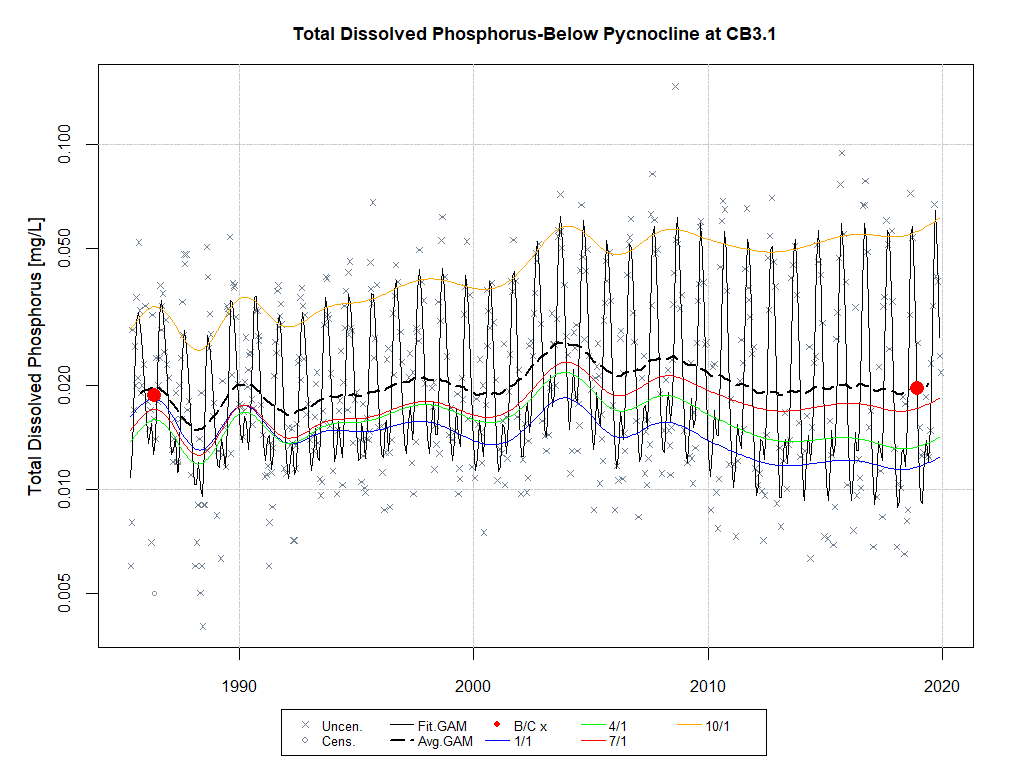 Total Dissolved Phosphorus-Below Pycnocline at CB3.1
Total Dissolved Phosphorus [mg/L]
0.100
0.050
0.020
0.010
0.005
1990 2000 2010 2020
Uncen. Fit.GAM B/C x 4/1 10/1
Cens. Avg.GAM 1/1 7/1